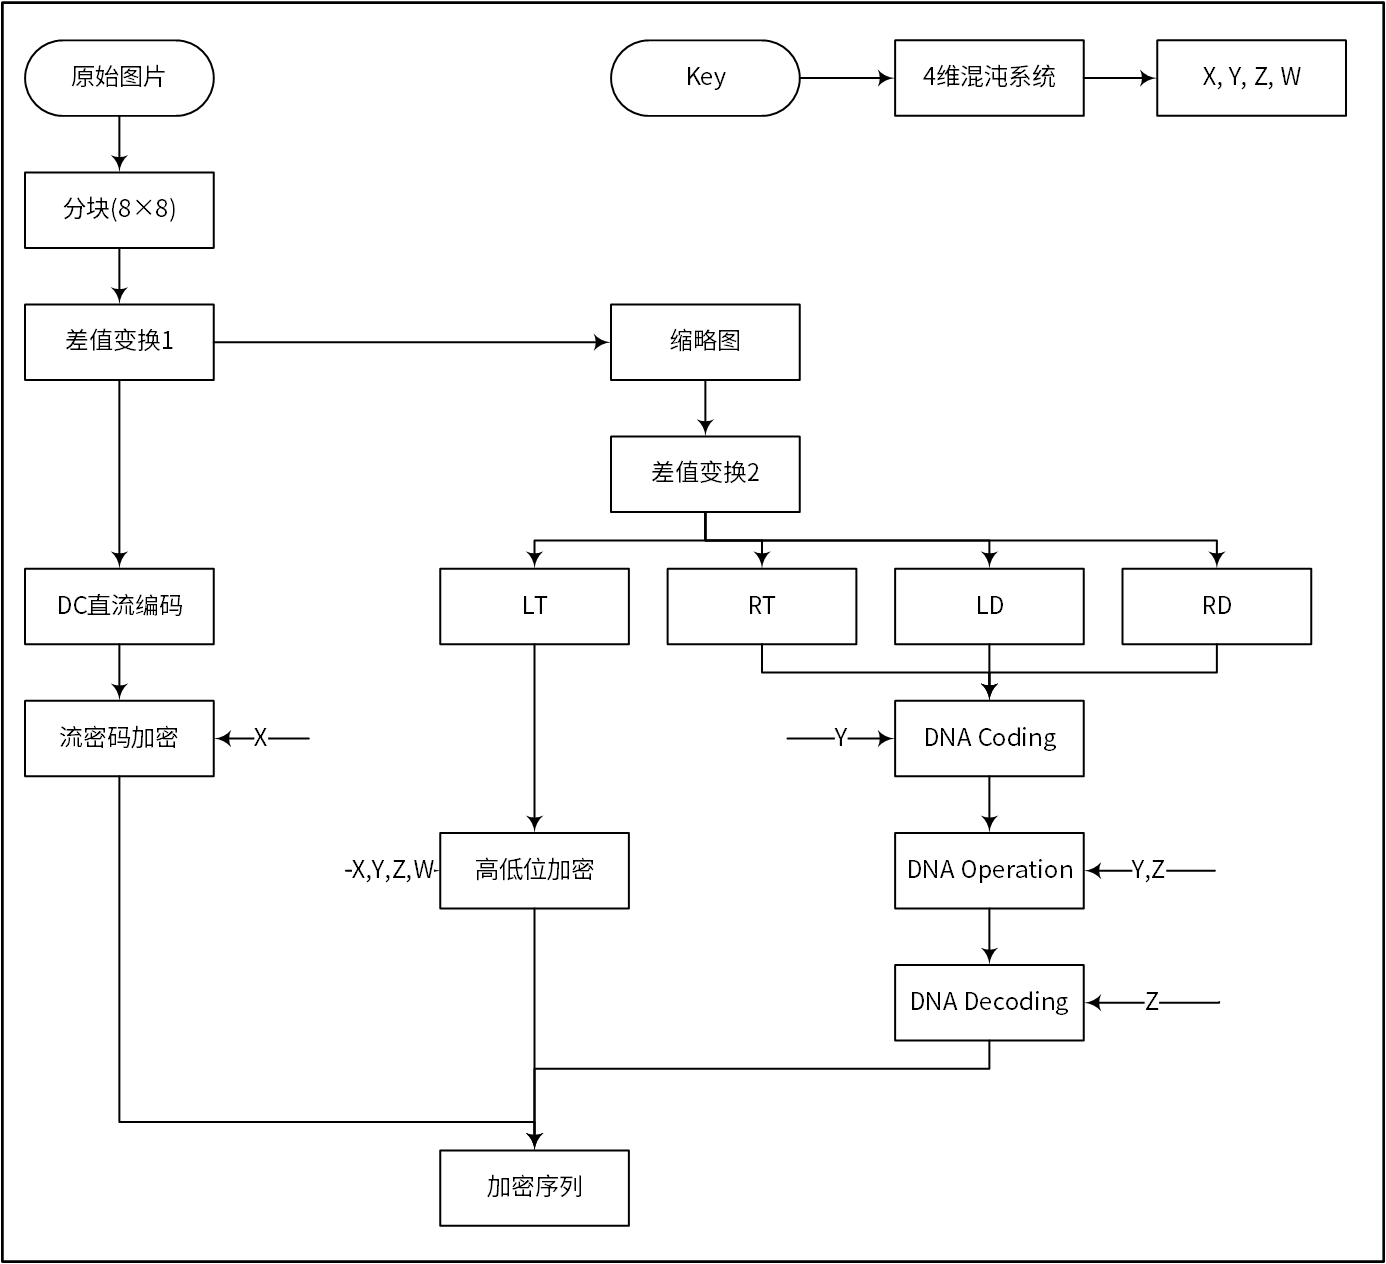 原始图片
Key
4维混沌系统
X, Y, Z, W
分块(8×8)
差值变换1
缩略图
差值变换2
DC直流编码
LT
RT
LD
RD
流密码加密
X
Y
DNA Coding
X,Y,Z,W
高低位加密
DNA Operation
Y,Z
DNA Decoding
Z
加密序列